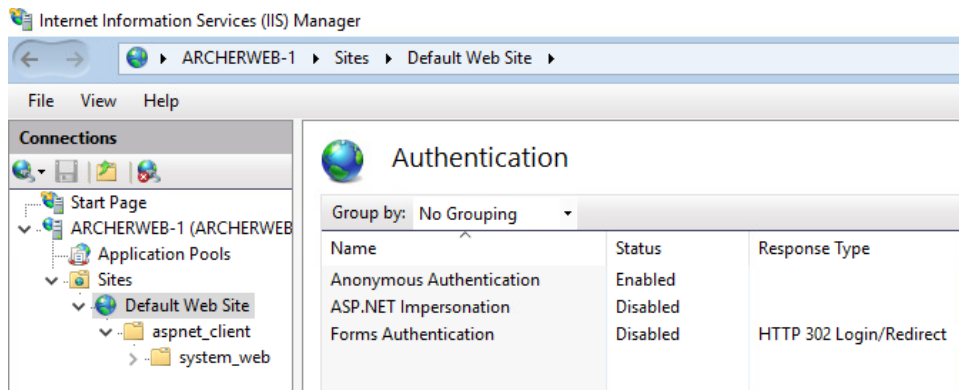 Internet Information Services (IIS) Manager
ARCHERWEB-1 Sites Default Web Site
File View Help
Connections
Start Page
ARCHERWEB-1 (ARCHERWEB
Application Pools
Sites
Default Web Site
aspnet_client
system_web
Authentication
Group by: No Grouping
Name Status Response Type
Anonymous Authentication Enabled
ASP.NET Impersonation Disabled
Forms Authentication Disabled HTTP 302 Login/Redirect